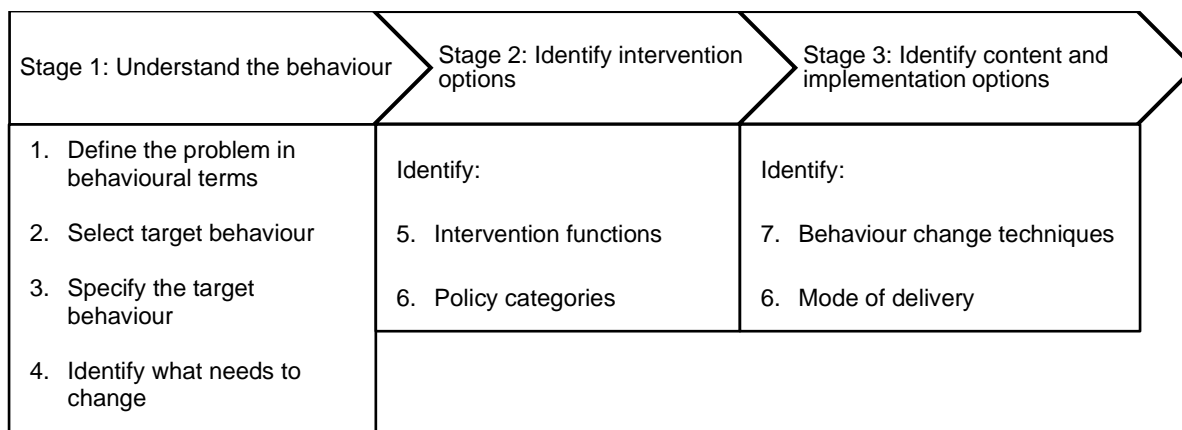 Stage 1: Understand the behaviour
Stage 2: Identify intervention
options
Stage 3: Identify content and
implementation options
1. Define the problem in
behavioural terms
2. Select target behaviour
3. Specify the target
behaviour
4. Identify what needs to
change
Identify:
5. Intervention functions
6. Policy categories
Identify:
7. Behaviour change techniques
6. Mode of delivery